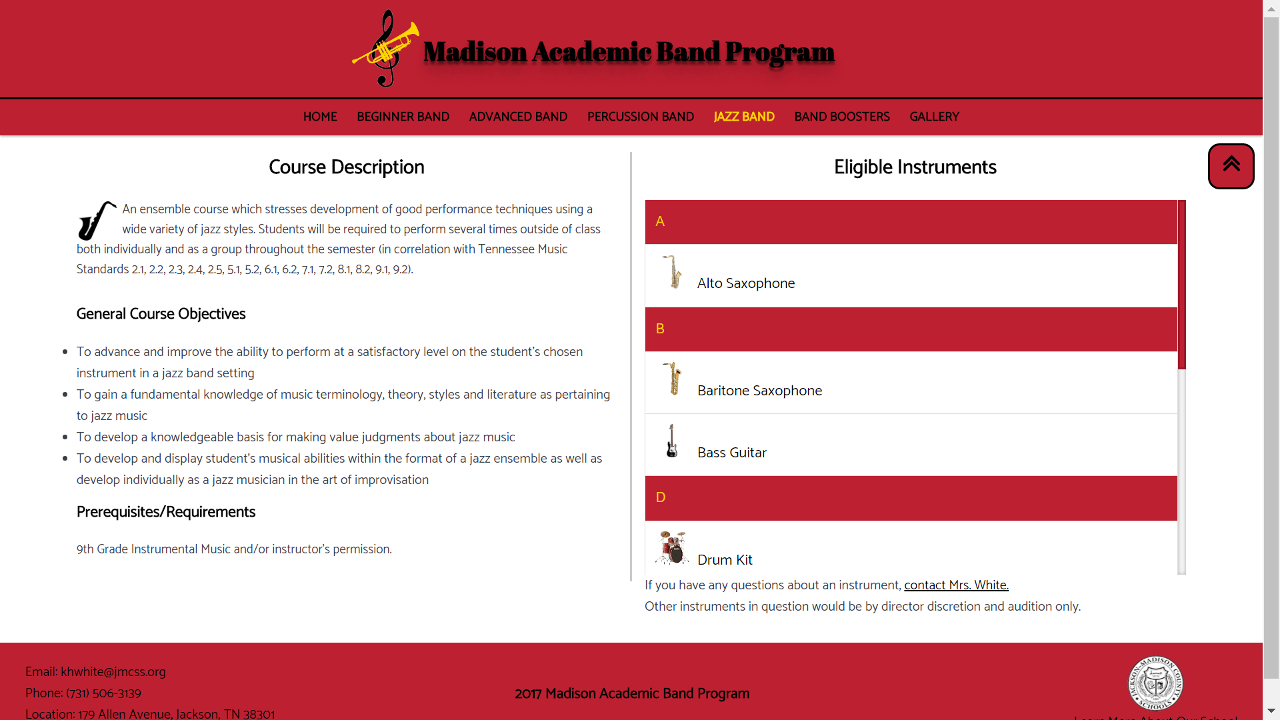 Madison Academic Band Program
HOME BEGINNER BAND ADVANCED BAND PERCUSSION BAND JAZZ BAND BAND BOOSTERS GALLERY
Course Description
An ensemble course which stresses development of good performance techniques using a
wide variety of jazz styles. Students will be required to perform several times outside of class
both individually and as a group throughout the semester (in correlation with Tennessee Music
Standards 2.1, 2.2, 2.3, 2.4, 2.5, 5.1, 5.2, 6.1, 6.2, 7.1, 7.2, 8.1, 8.2, 9.1, 9.2).
General Course Objectives
To advance and improve the ability to perform at a satisfactory level on the student's chosen
instrument in a jazz band setting
To gain a fundamental knowledge of music terminology, theory, styles and literature as pertaining
to jazz music
To develop a knowledgeable basis for making value judgments about jazz music
To develop and display student's musical abilities within the format of a jazz ensemble as well as
develop individually as a jazz musician in the art of improvisation
Prerequisites/Requirements
9th Grade Instrumental Music and/or instructor's permission.
Eligible Instruments
A
Alto Saxophone
B
Baritone Saxophone
Bass Guitar
D
Drum Kit
If you have any questions about an instrument, contact Mrs. White.
Other instruments in question would be by director discretion and audition only.
Email: khwhite@jmcss.org
Phone: (731) 506-3139
Location: 179 Allen Avenue, Jackson, TN 38301
2017 Madison Academic Band Program
JACKSON-MADISON COUNTY
SCHOOLS
Learn More About Our School